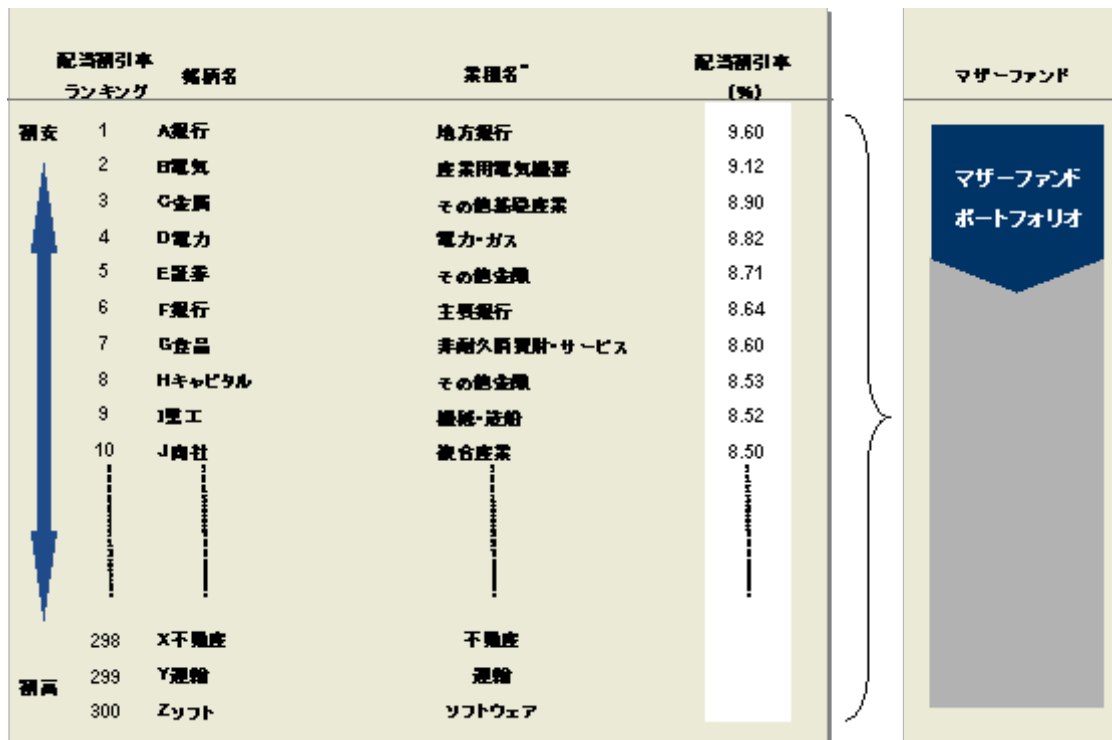 配当割引率
ランキング
銘柄名
業種名
配当割引率
(%)
マザーファンド
割安 1 A銀行 地方銀行 9.60
2 B電気 産業用電気機器 9.12
3 C金属 その他基礎産業 8.90
4 D電力 電力・ガス 8.82
5 E証券 その他金融 8.71
6 F銀行 主要銀行 8.64
7 G食品 非耐久消費財・サービス 8.60
8 Hキャピタル その他金融 8.53
9 I重工 機械・造船 8.52
10 J商社 複合産業 8.50
298 X不動産 不動産
299 Y運輸 運輸
割高
300 Zソフト ソフトウェア
マザーファンド
ポートフォリオ